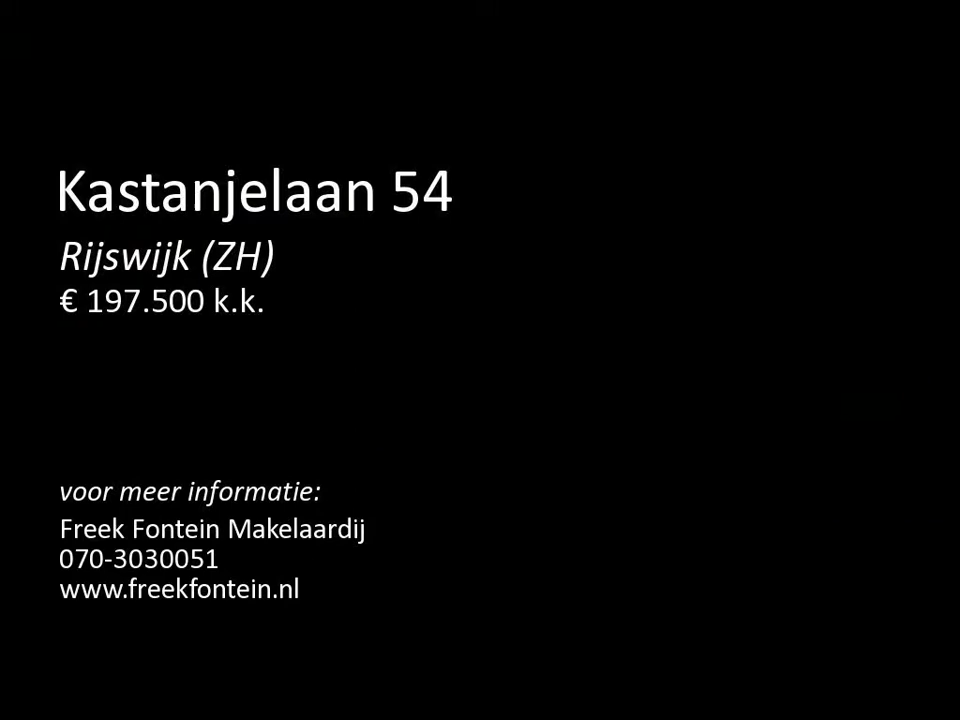 Kastanjelaan 54
Rijswijk (ZH)
€ 197.500 k.k.
voor meer informatie:
Freek Fontein Makelaardij
070-3030051
www.freekfontein.nl